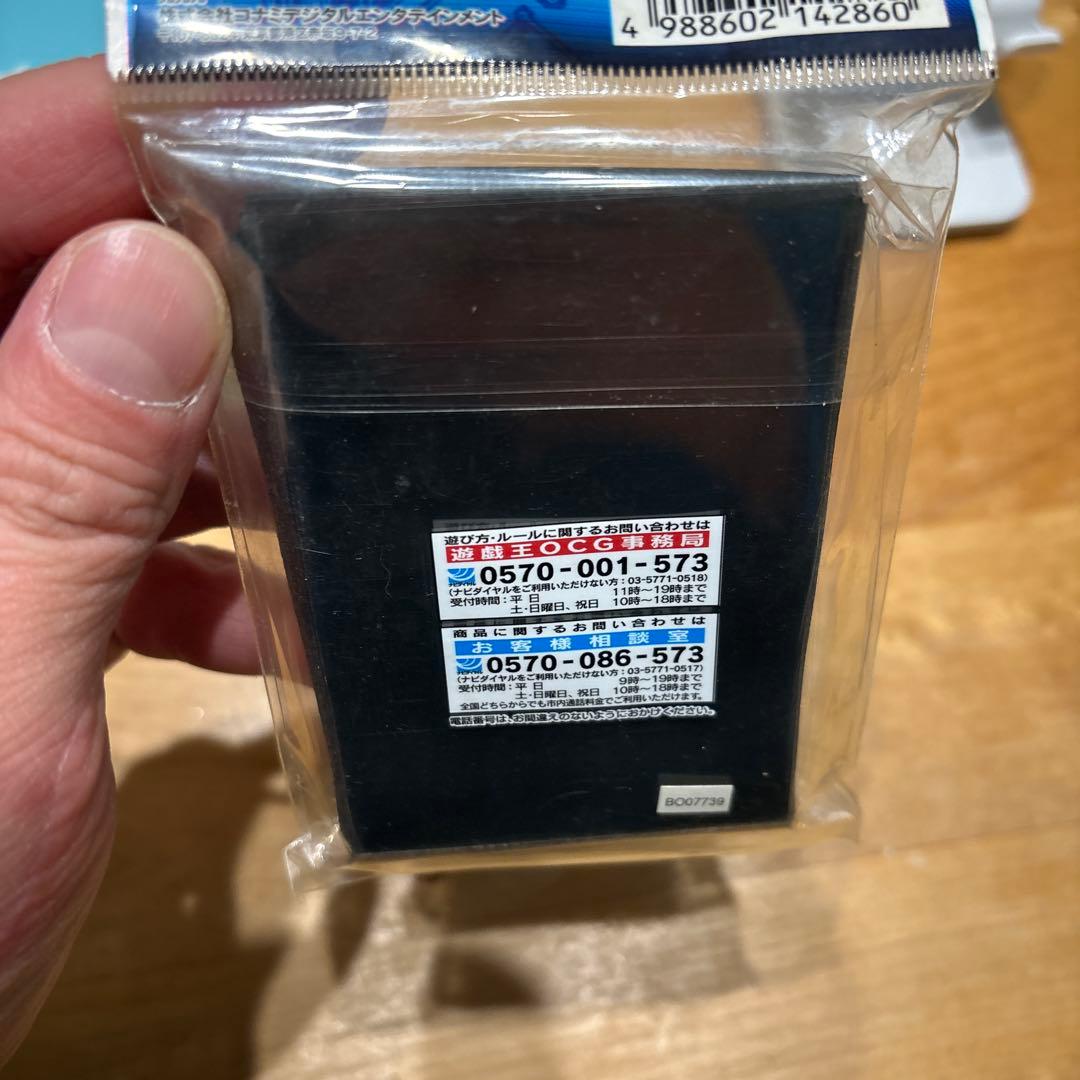 株式会社コナミデジタルエンタテインメント
4 988602 142860
遊び方・ルールに関するお問い合わせは
遊戯王OCG事務局
0570-001-573
(ナビダイヤルをご利用いただけない方：03-5771-0518)
受付時間：平 日 11時〜19時まで
土・日曜日、祝日 10時〜18時まで
商品に関するお問い合わせは
お客様相談室
0570-086-573
(ナビダイヤルをご利用いただけない方：03-5771-0517)
受付時間：平 日 9時〜19時まで
土・日曜日、祝日 10時〜18時まで
全国どちらからでも市内通話料金でご利用いただけます。
電話番号は、お間違えのないようにおかけください。
BO07739